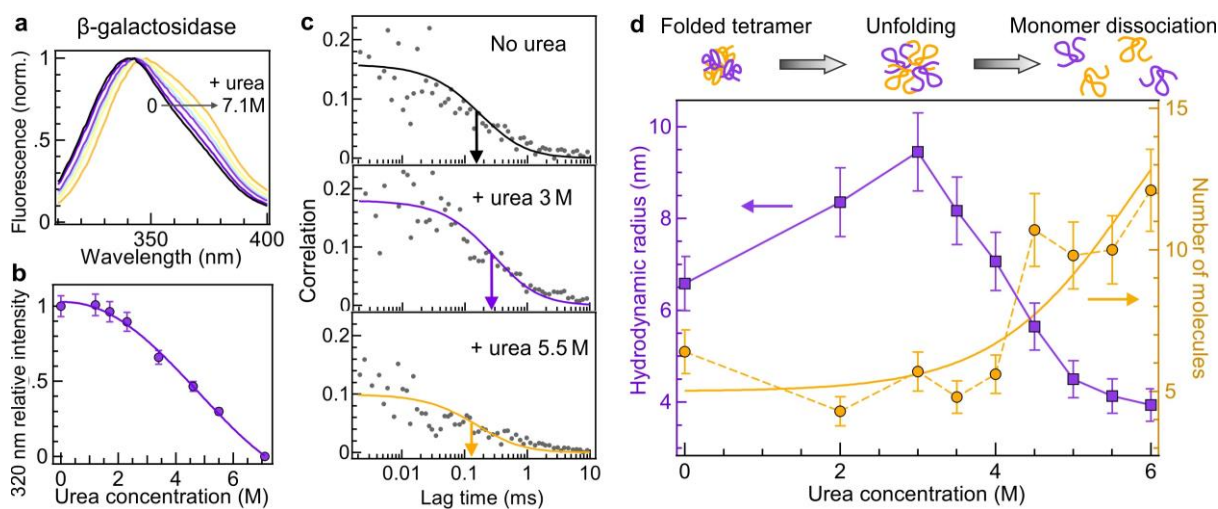 a
β-galactosidase
Fluorescence (norm.)
1
.5
0
+ urea
0 → 7.1M
350
400
Wavelength (nm)
b
320 nm relative intensity
1
.5
0
0 2 4 6
Urea concentration (M)
c
Correlation
No urea
0.2
0.1
0
+ urea 3 M
0.2
0.1
0
+ urea 5.5 M
0.2
0.1
0
0.01 0.1 1 10
Lag time (ms)
d
Folded tetramer
Unfolding
Monomer dissociation
Hydrodynamic radius (nm)
10
8
6
4
Number of molecules
15
10
5
0 2 4 6
Urea concentration (M)